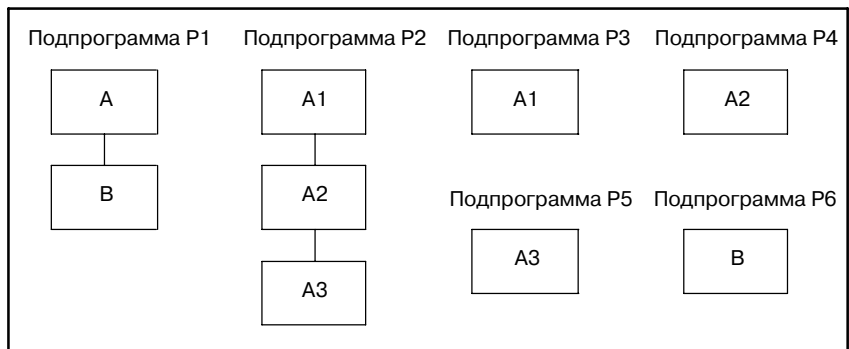 Подпрограмма P1 Подпрограмма P2 Подпрограмма P3 Подпрограмма P4
A A1 A1 A2
B A2
Подпрограмма P5 Подпрограмма P6
A3 B
A3